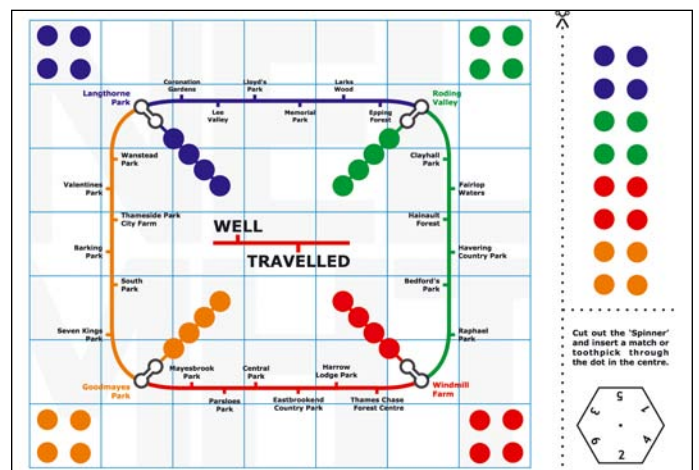 Coronation
Gardens
Lloyd's
Park
Larks
Wood
Langthorne
Park
Roding
Valley
Lee
Valley
Memorial
Park
Epping
Forest
Wanstead
Park
Clayhall
Park
Valentines
Park
Fairlop
Waters
Thameside Park
City Farm
Hainault
Forest
WELL
TRAVELLED
Barking
Park
Havering
Country Park
South
Park
Bedford's
Park
Seven Kings
Park
Raphael
Park
Goodmayes
Park
Mayesbrook
Park
Central
Park
Harrow
Lodge Park
Windmill
Farm
Parsloes
Park
Eastbrookend
Country Park
Thames Chase
Forest Centre
Cut out the 'Spinner'
and insert a match or
toothpick through
the dot in the centre.
5
1
4
2
6
3